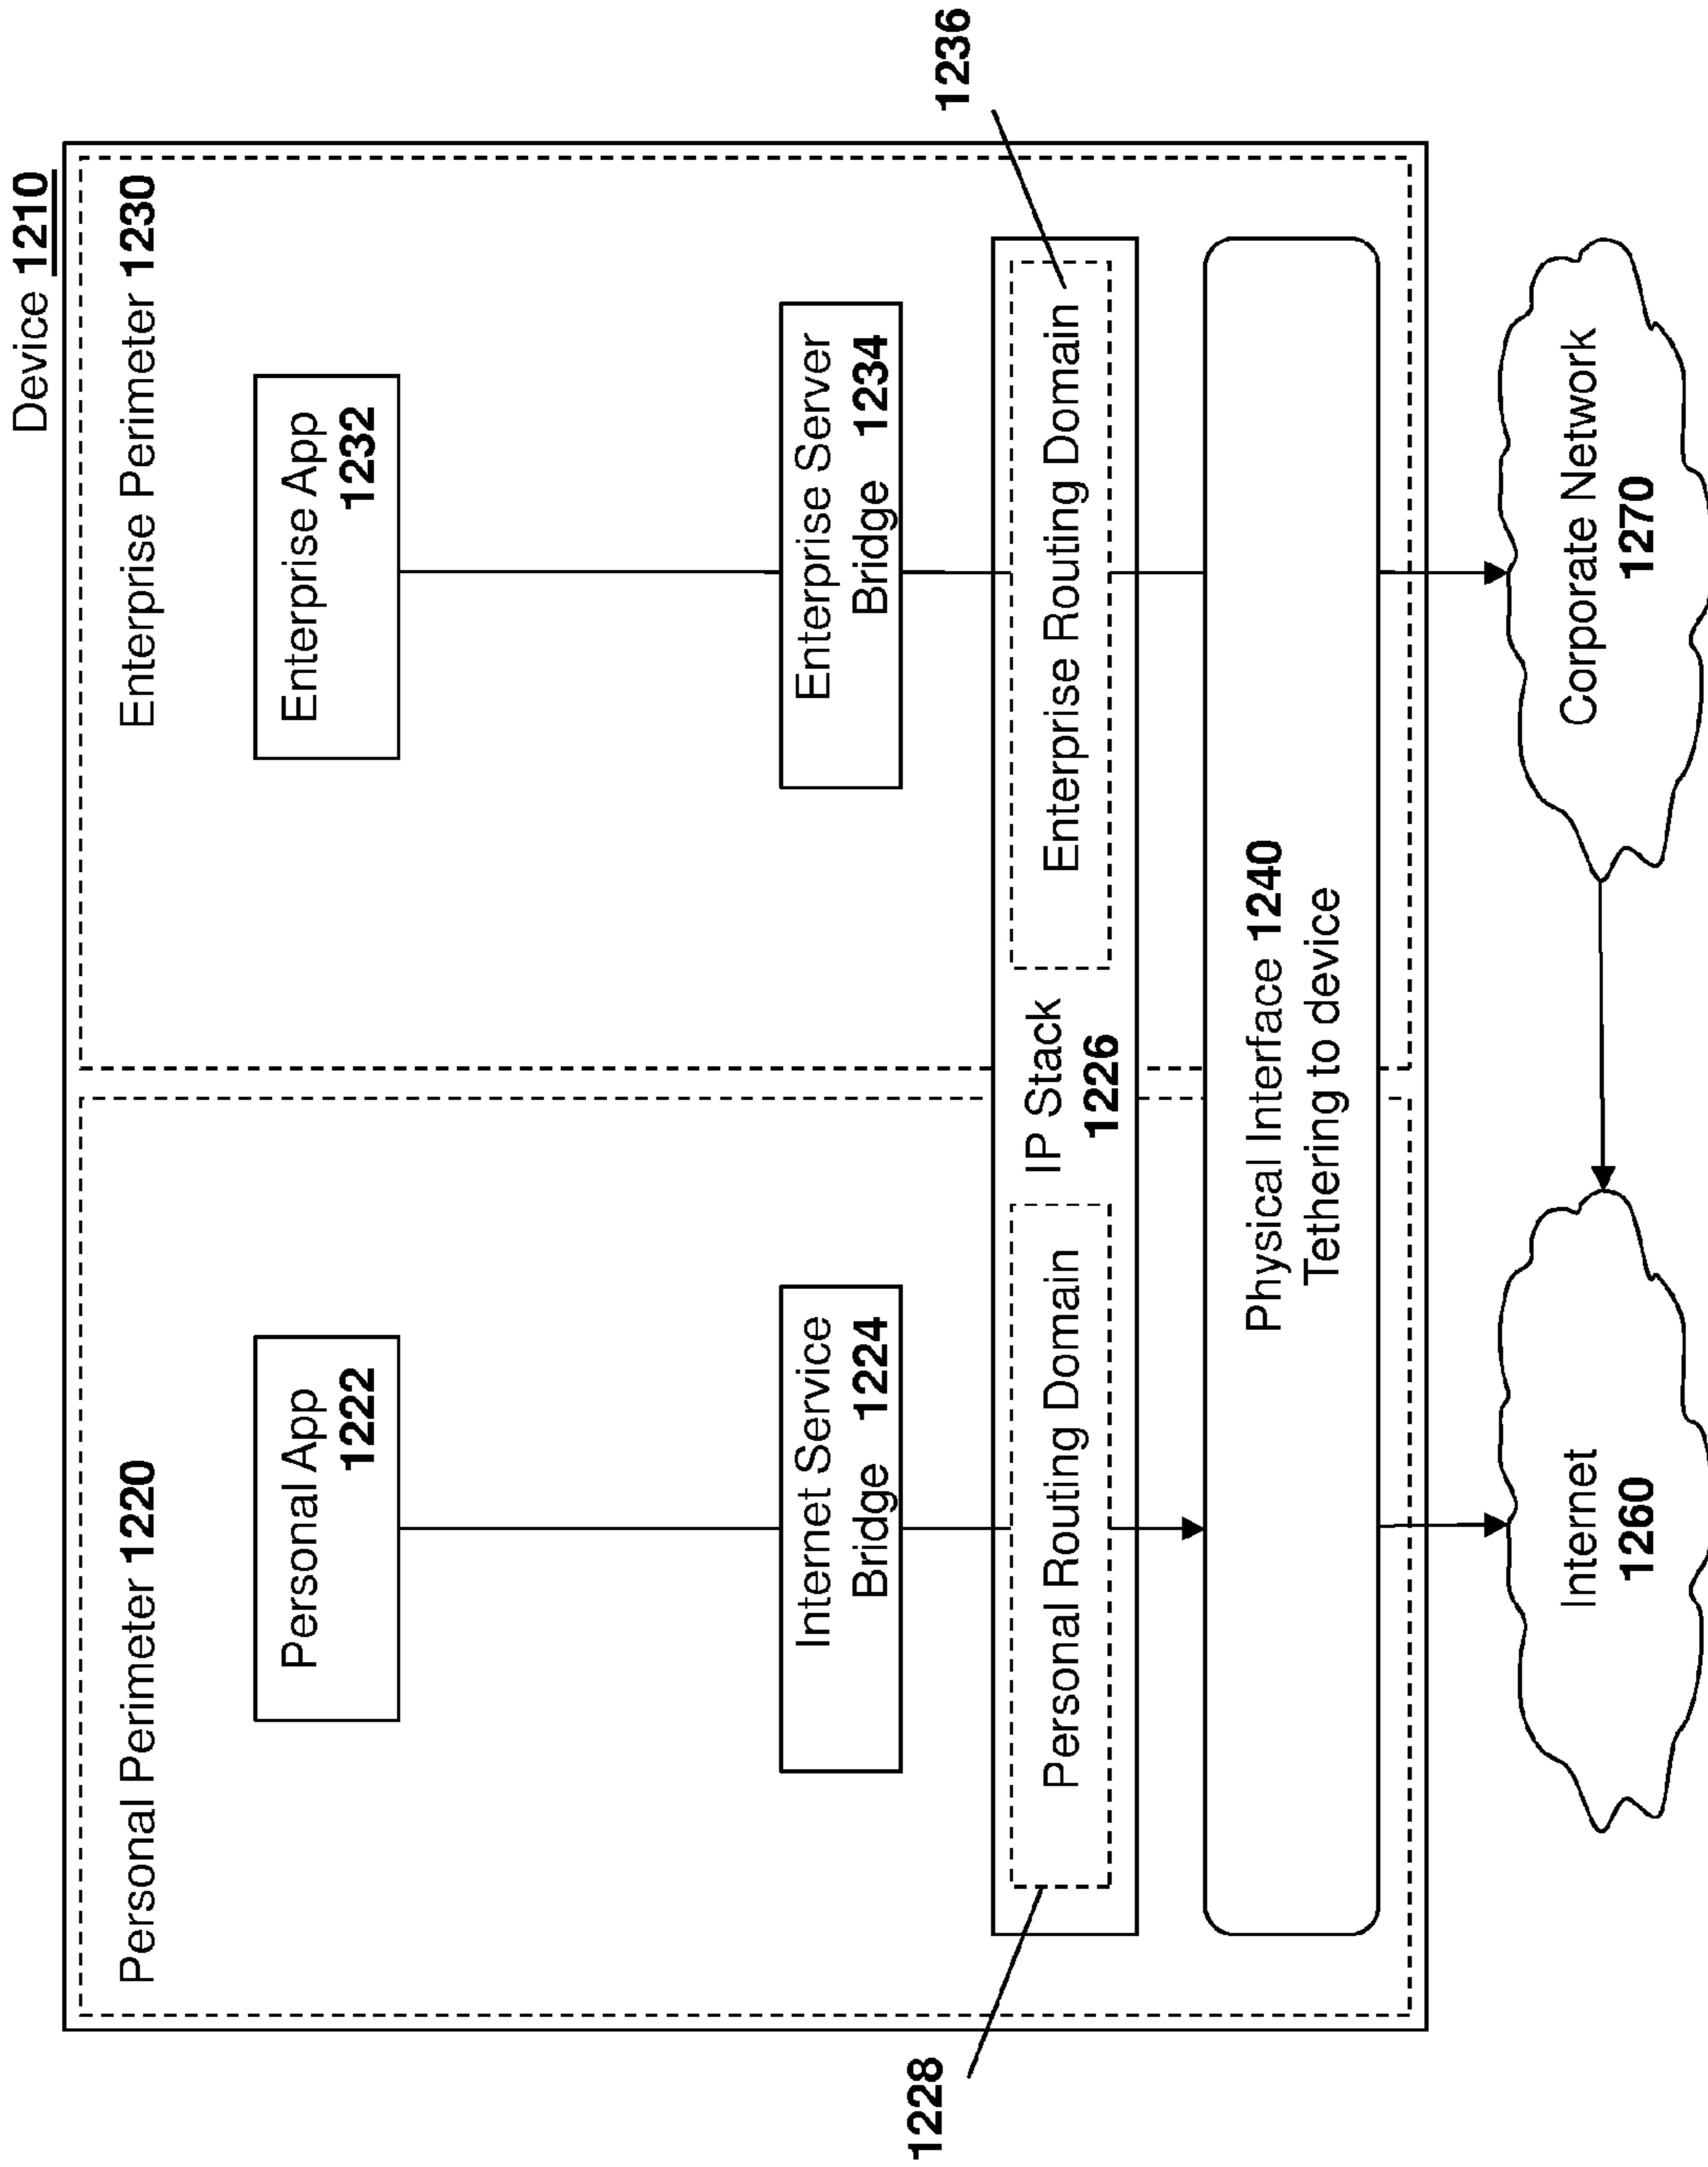 Device 1210
Personal Perimeter 1220
Enterprise Perimeter 1230
Personal App
1222
Enterprise App
1232
Internet Service
Bridge 1224
Enterprise Server
Bridge 1234
1228
Personal Routing Domain
IP Stack
1226
Enterprise Routing Domain
1236
Physical Interface 1240
Tethering to device
Internet
1260
Corporate Network
1270